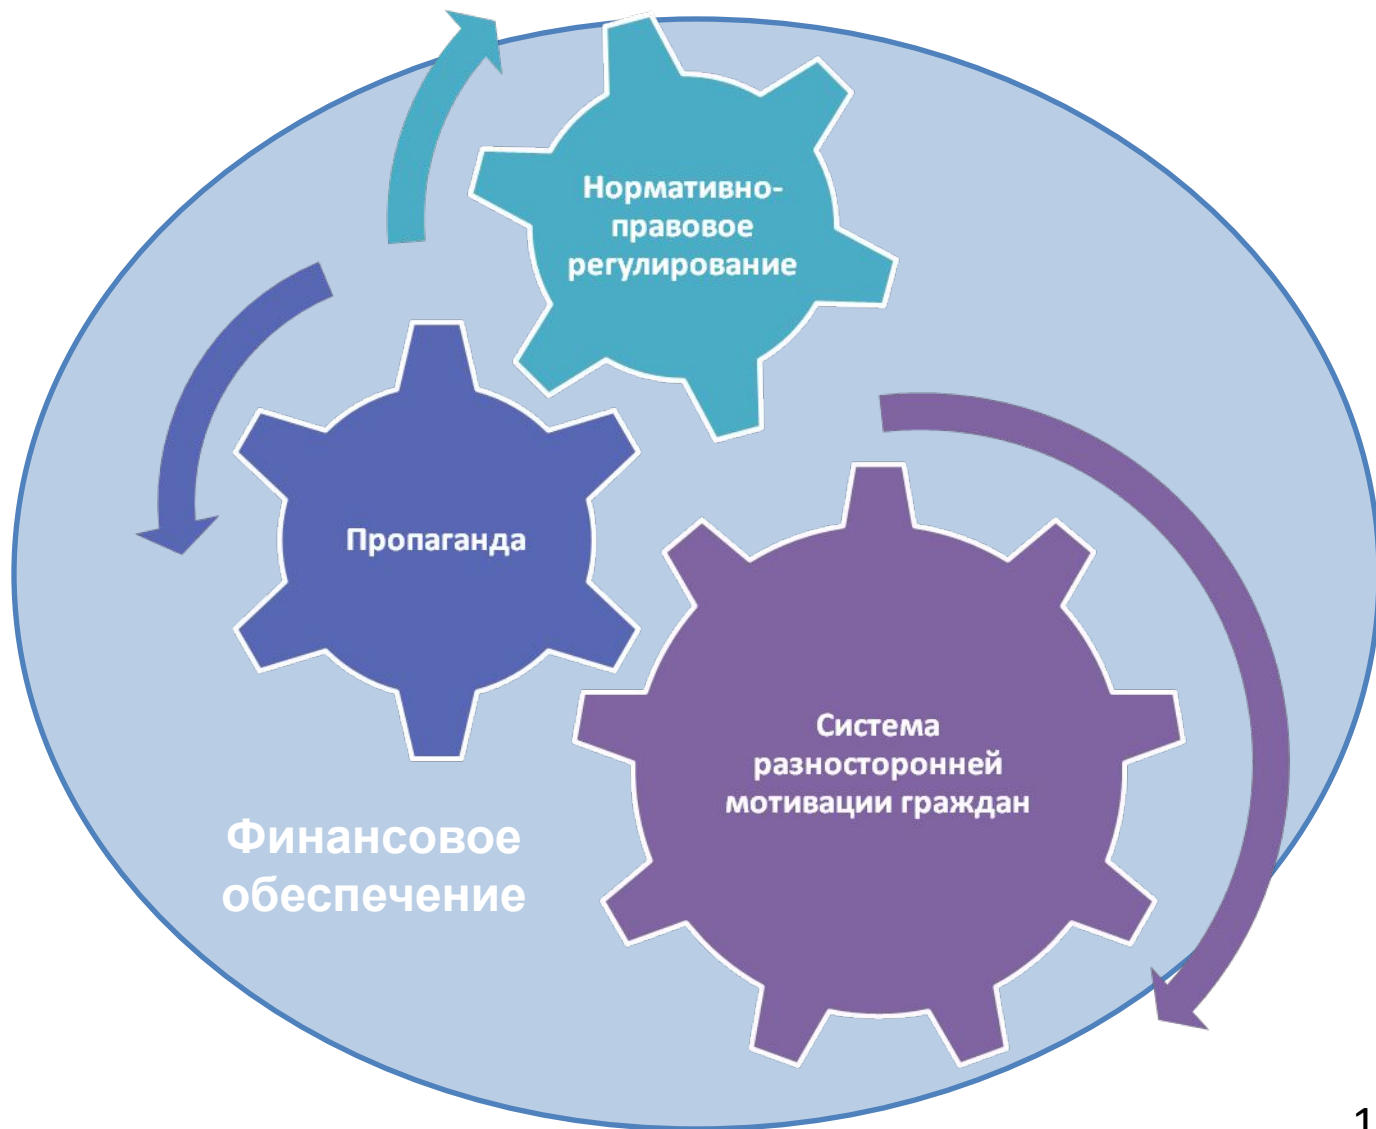 Нормативно-
правовое
регулирование
Пропаганда
Система
разносторонней
мотивации граждан
Финансовое
обеспечение
1